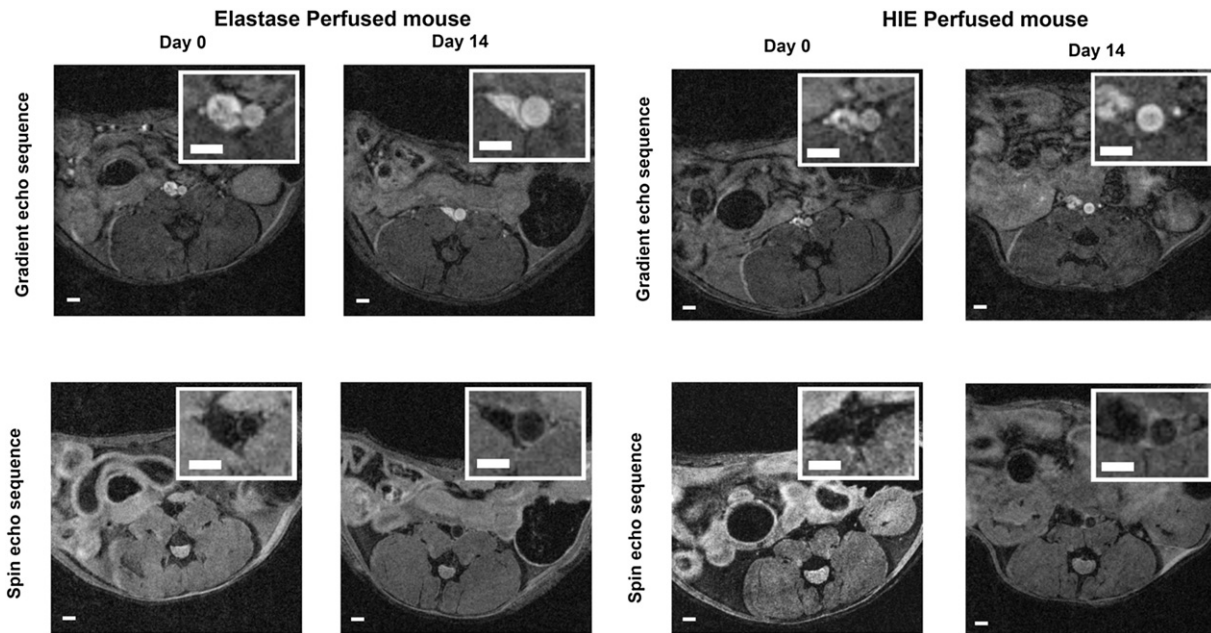 Elastase Perfused mouse
HIE Perfused mouse
Day 0
Day 14
Day 0
Day 14
Gradient echo sequence
Gradient echo sequence
Spin echo sequence
Spin echo sequence